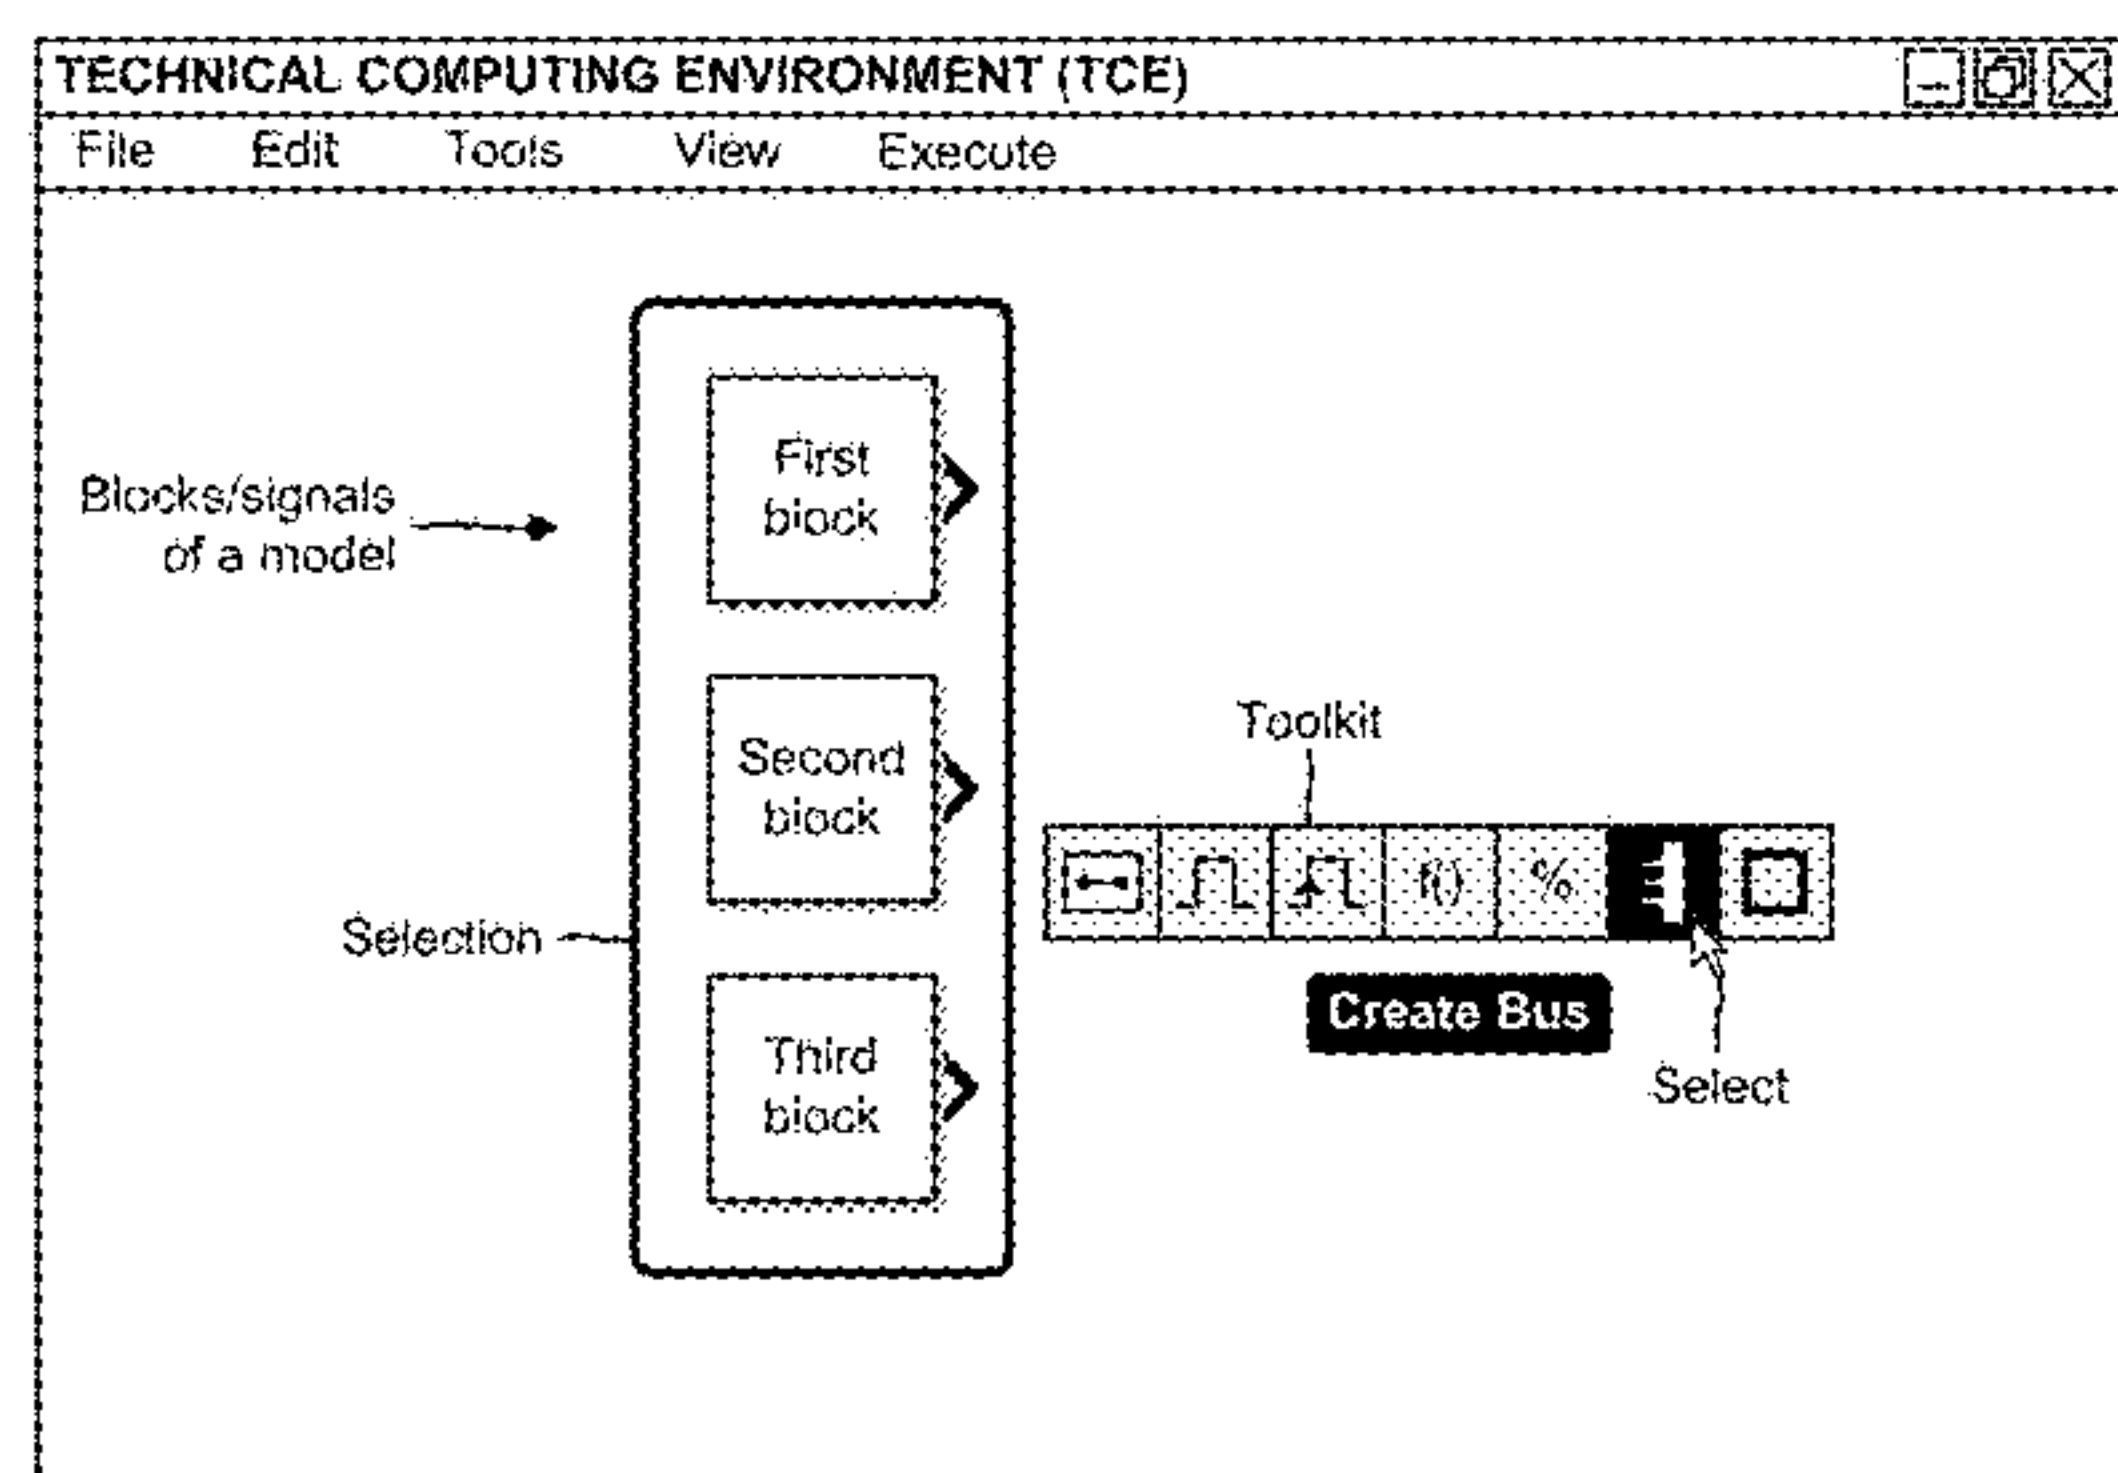 TECHNICAL COMPUTING ENVIRONMENT (TCE)
File Edit Tools View Execute
First
block
Blocks/signals
of a model
Second
block
Toolkit
f()
%
Selection
Create Bus
Third
block
Select